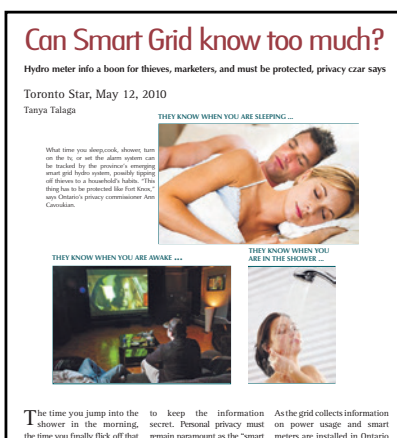 Can Smart Grid know too much?
Hydro meter info a boon for thieves, marketers, and must be protected, privacy czar says
Toronto Star, May 12, 2010
Tanya Talaga
THEY KNOW WHEN YOU ARE SLEEPING ...
What time you sleep,cook, shower, turn
on the tv, or set the alarm system can
be tracked by the province's emerging
smart grid hydro system, possibly tipping
off thieves to a household's habits. "This
thing has to be protected like Fort Knox,"
says Ontario's privacy commissioner Ann
Cavoukian.
THEY KNOW WHEN YOU ARE AWAKE ...
THEY KNOW WHEN YOU
ARE IN THE SHOWER ...
The time you jump into the
shower in the morning,
the time you finally flick off that
to keep the information
secret. Personal privacy must
remain paramount as the "smart
As the grid collects information
on power usage and smart
meters are installed in Ontario